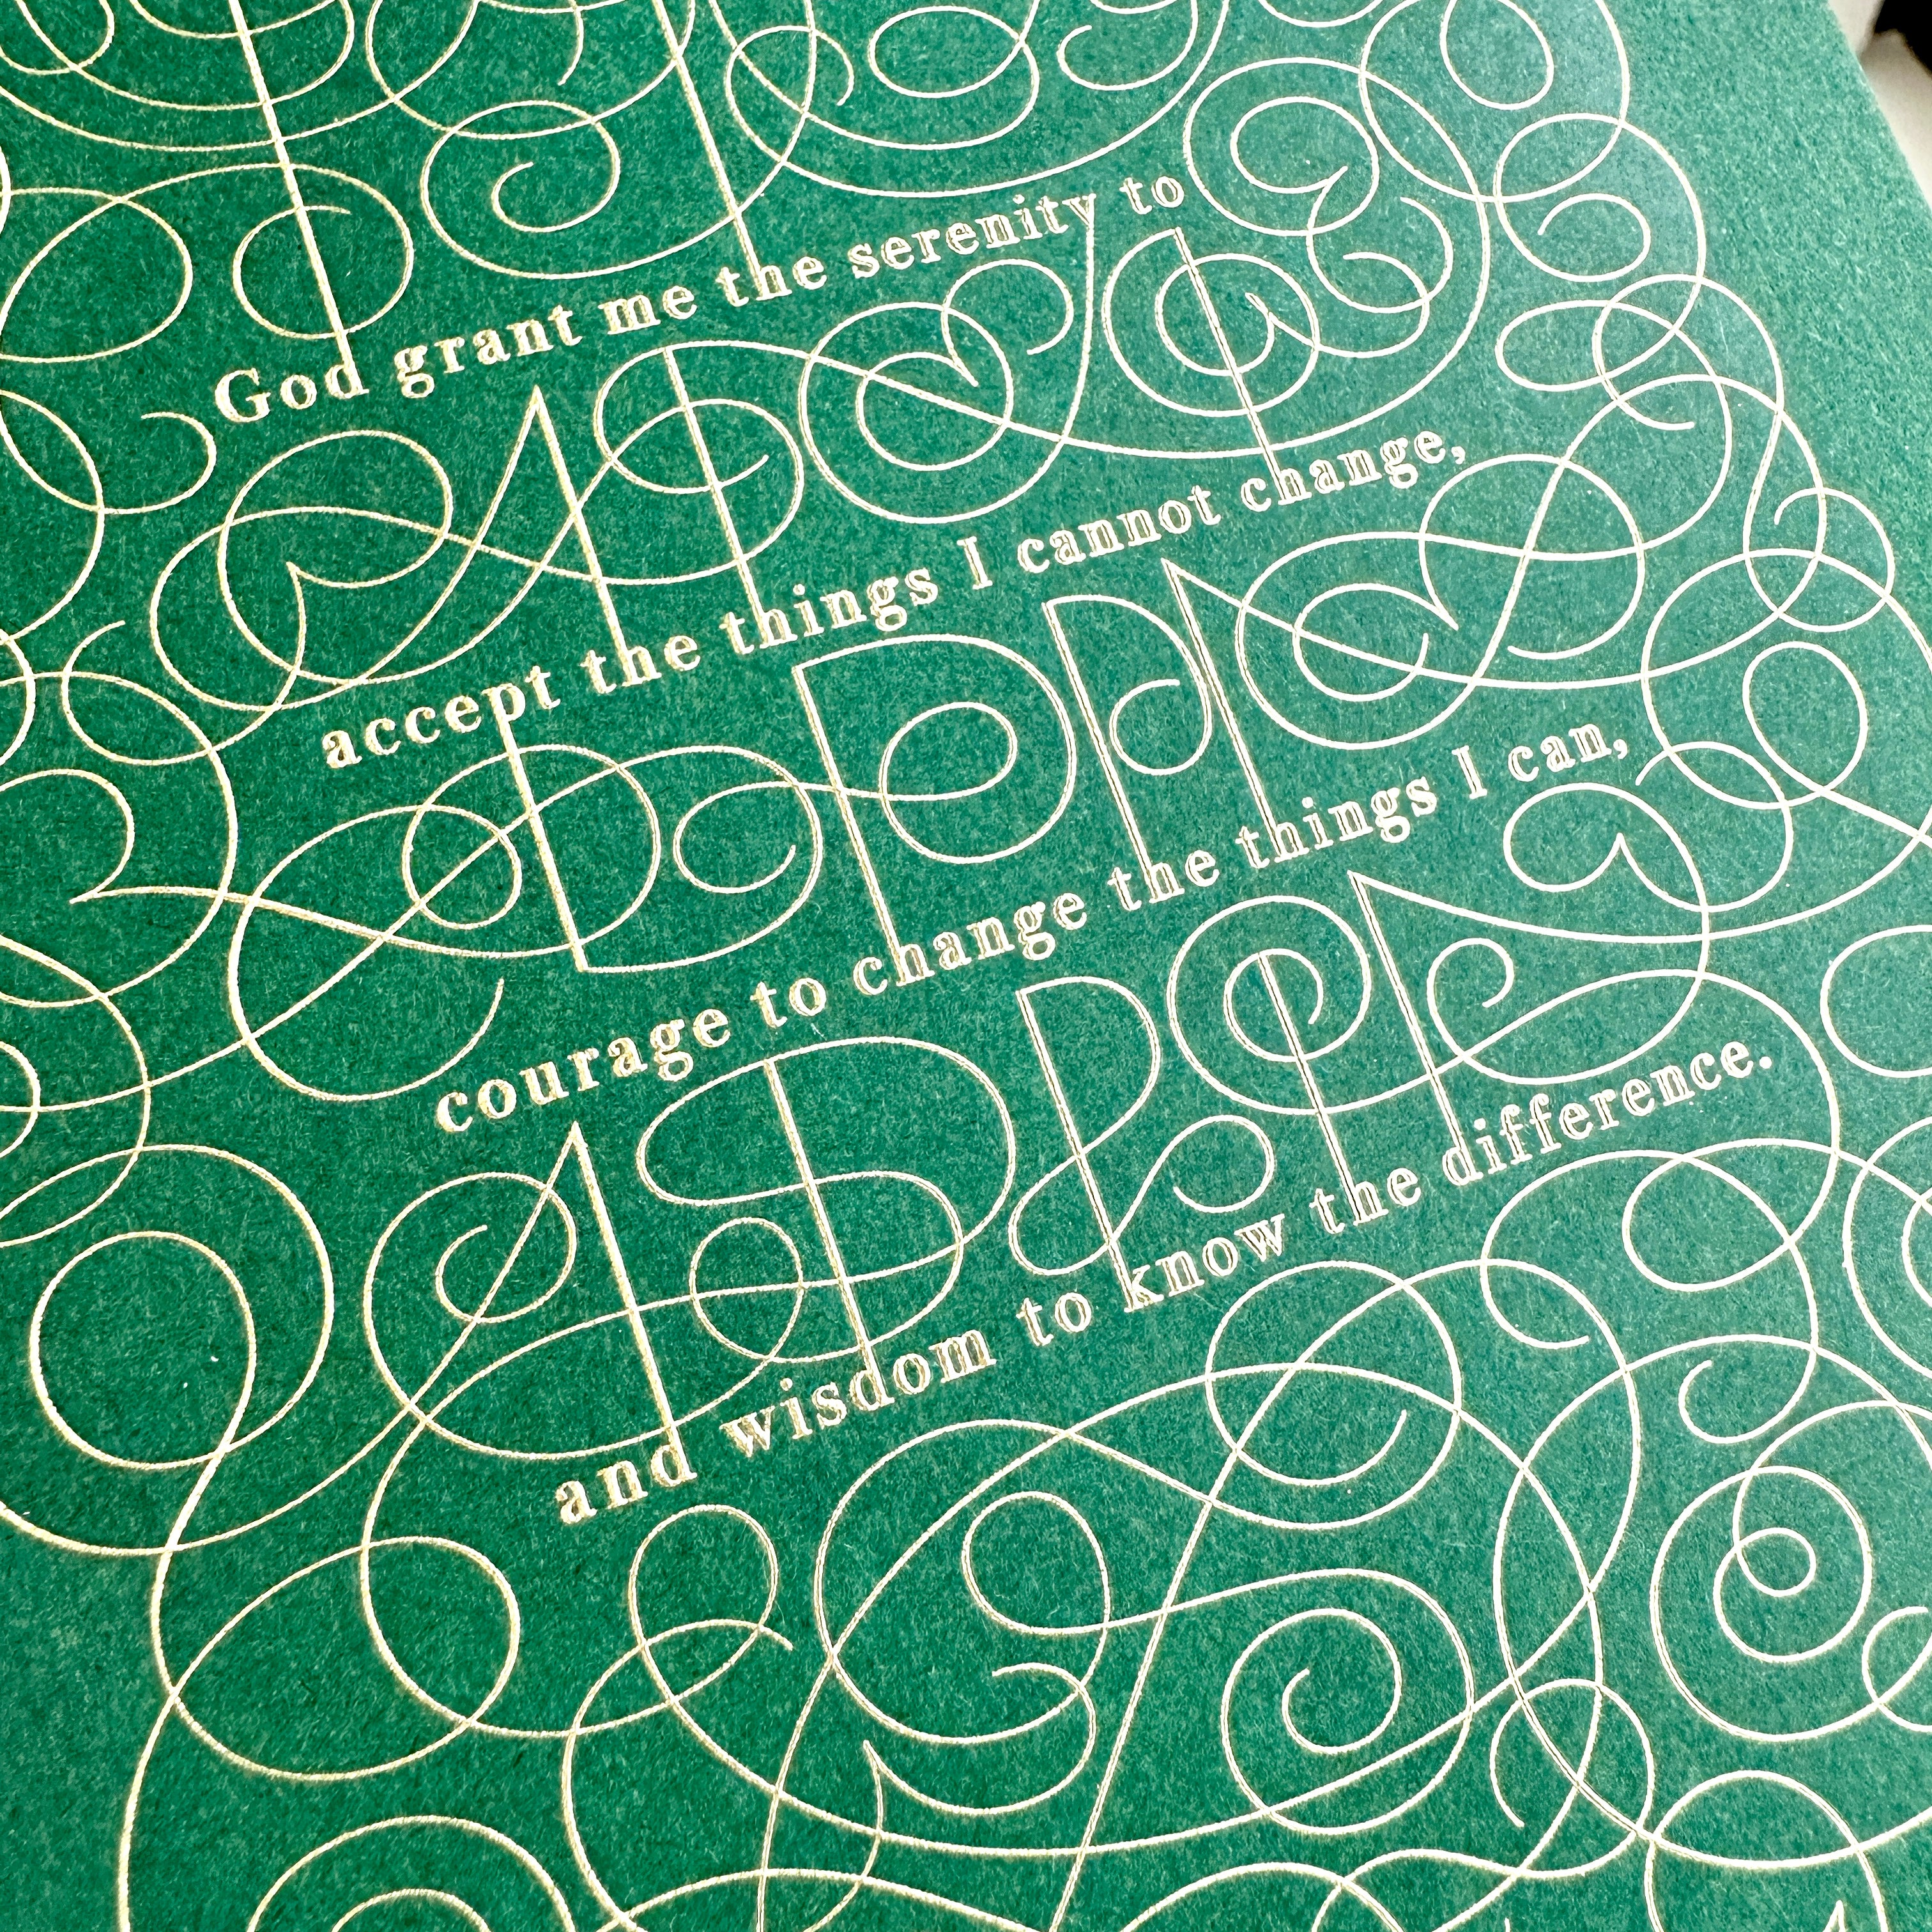 God grant me the serenity to
accept the things I cannot change,
courage to change the things I can,
and wisdom to know the difference.